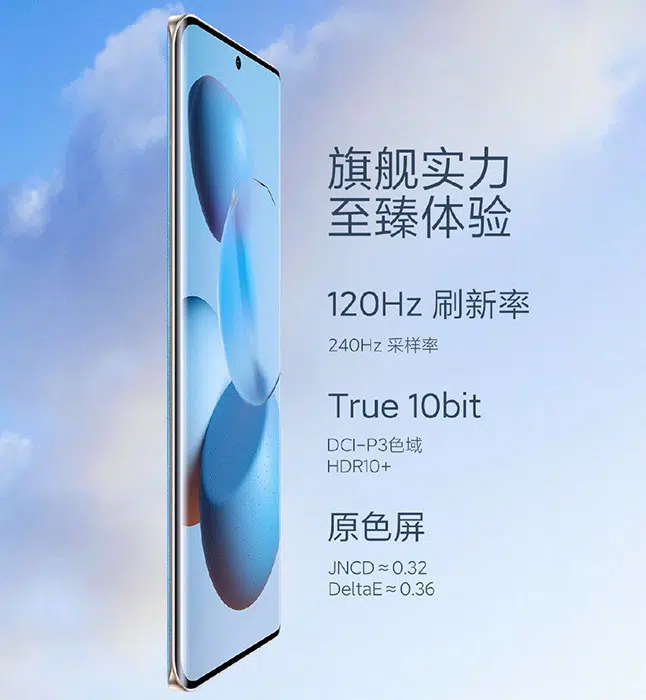 旗舰实力
至臻体验
120Hz 刷新率
240Hz 采样率
True 10bit
DCI-P3色域
HDR10+
原色屏
JNCD≈0.32
DeltaE≈0.36